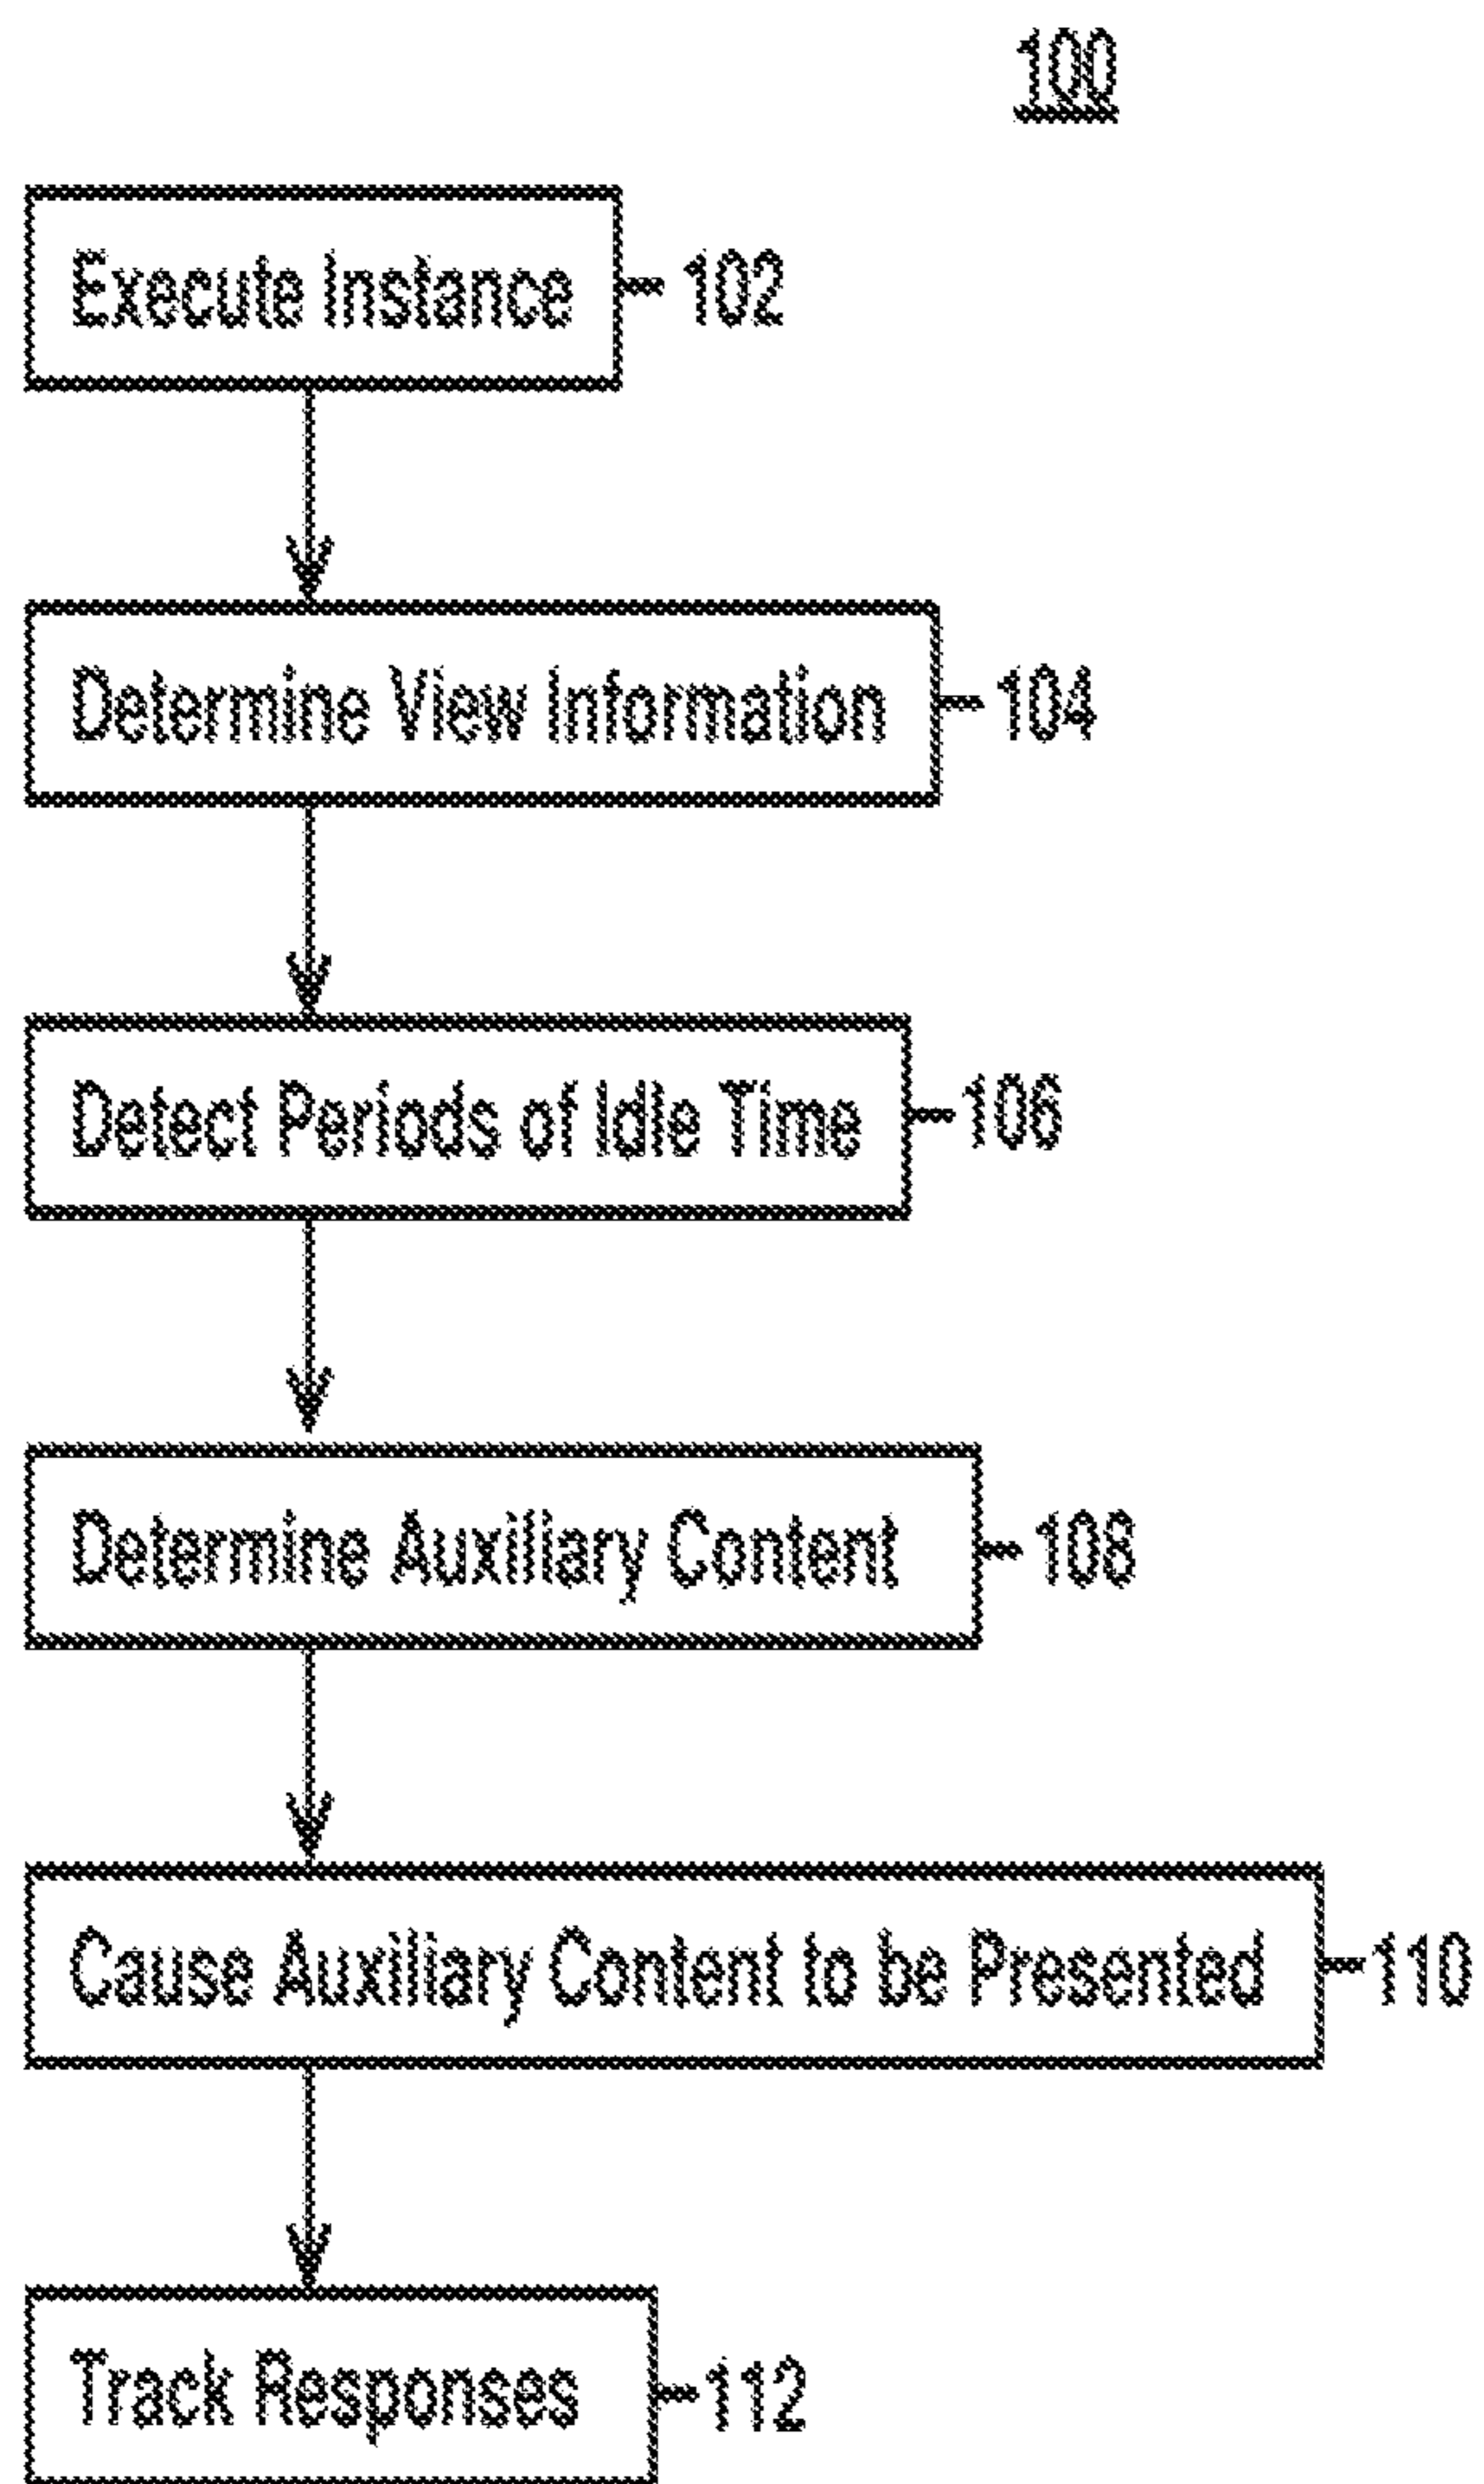 100
Execute Instance 102
Determine View Information 104
Detect Periods of Idle Time 106
Determine Auxiliary Content 108
Cause Auxiliary Content to be Presented 110
Track Responses 112